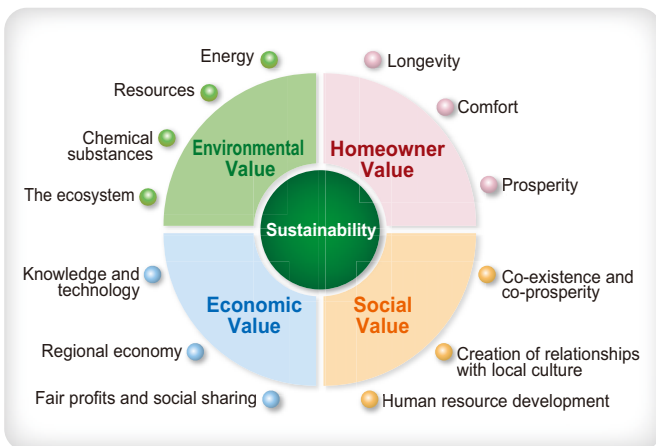 Energy
Resources
Chemical
substances
The ecosystem
Environmental
Value
Longevity
Comfort
Prosperity
Homeowner
Value
Sustainability
Knowledge and
technology
Regional economy
Fair profits and social sharing
Economic
Value
Co-existence and
co-prosperity
Creation of relationships
with local culture
Human resource development
Social
Value